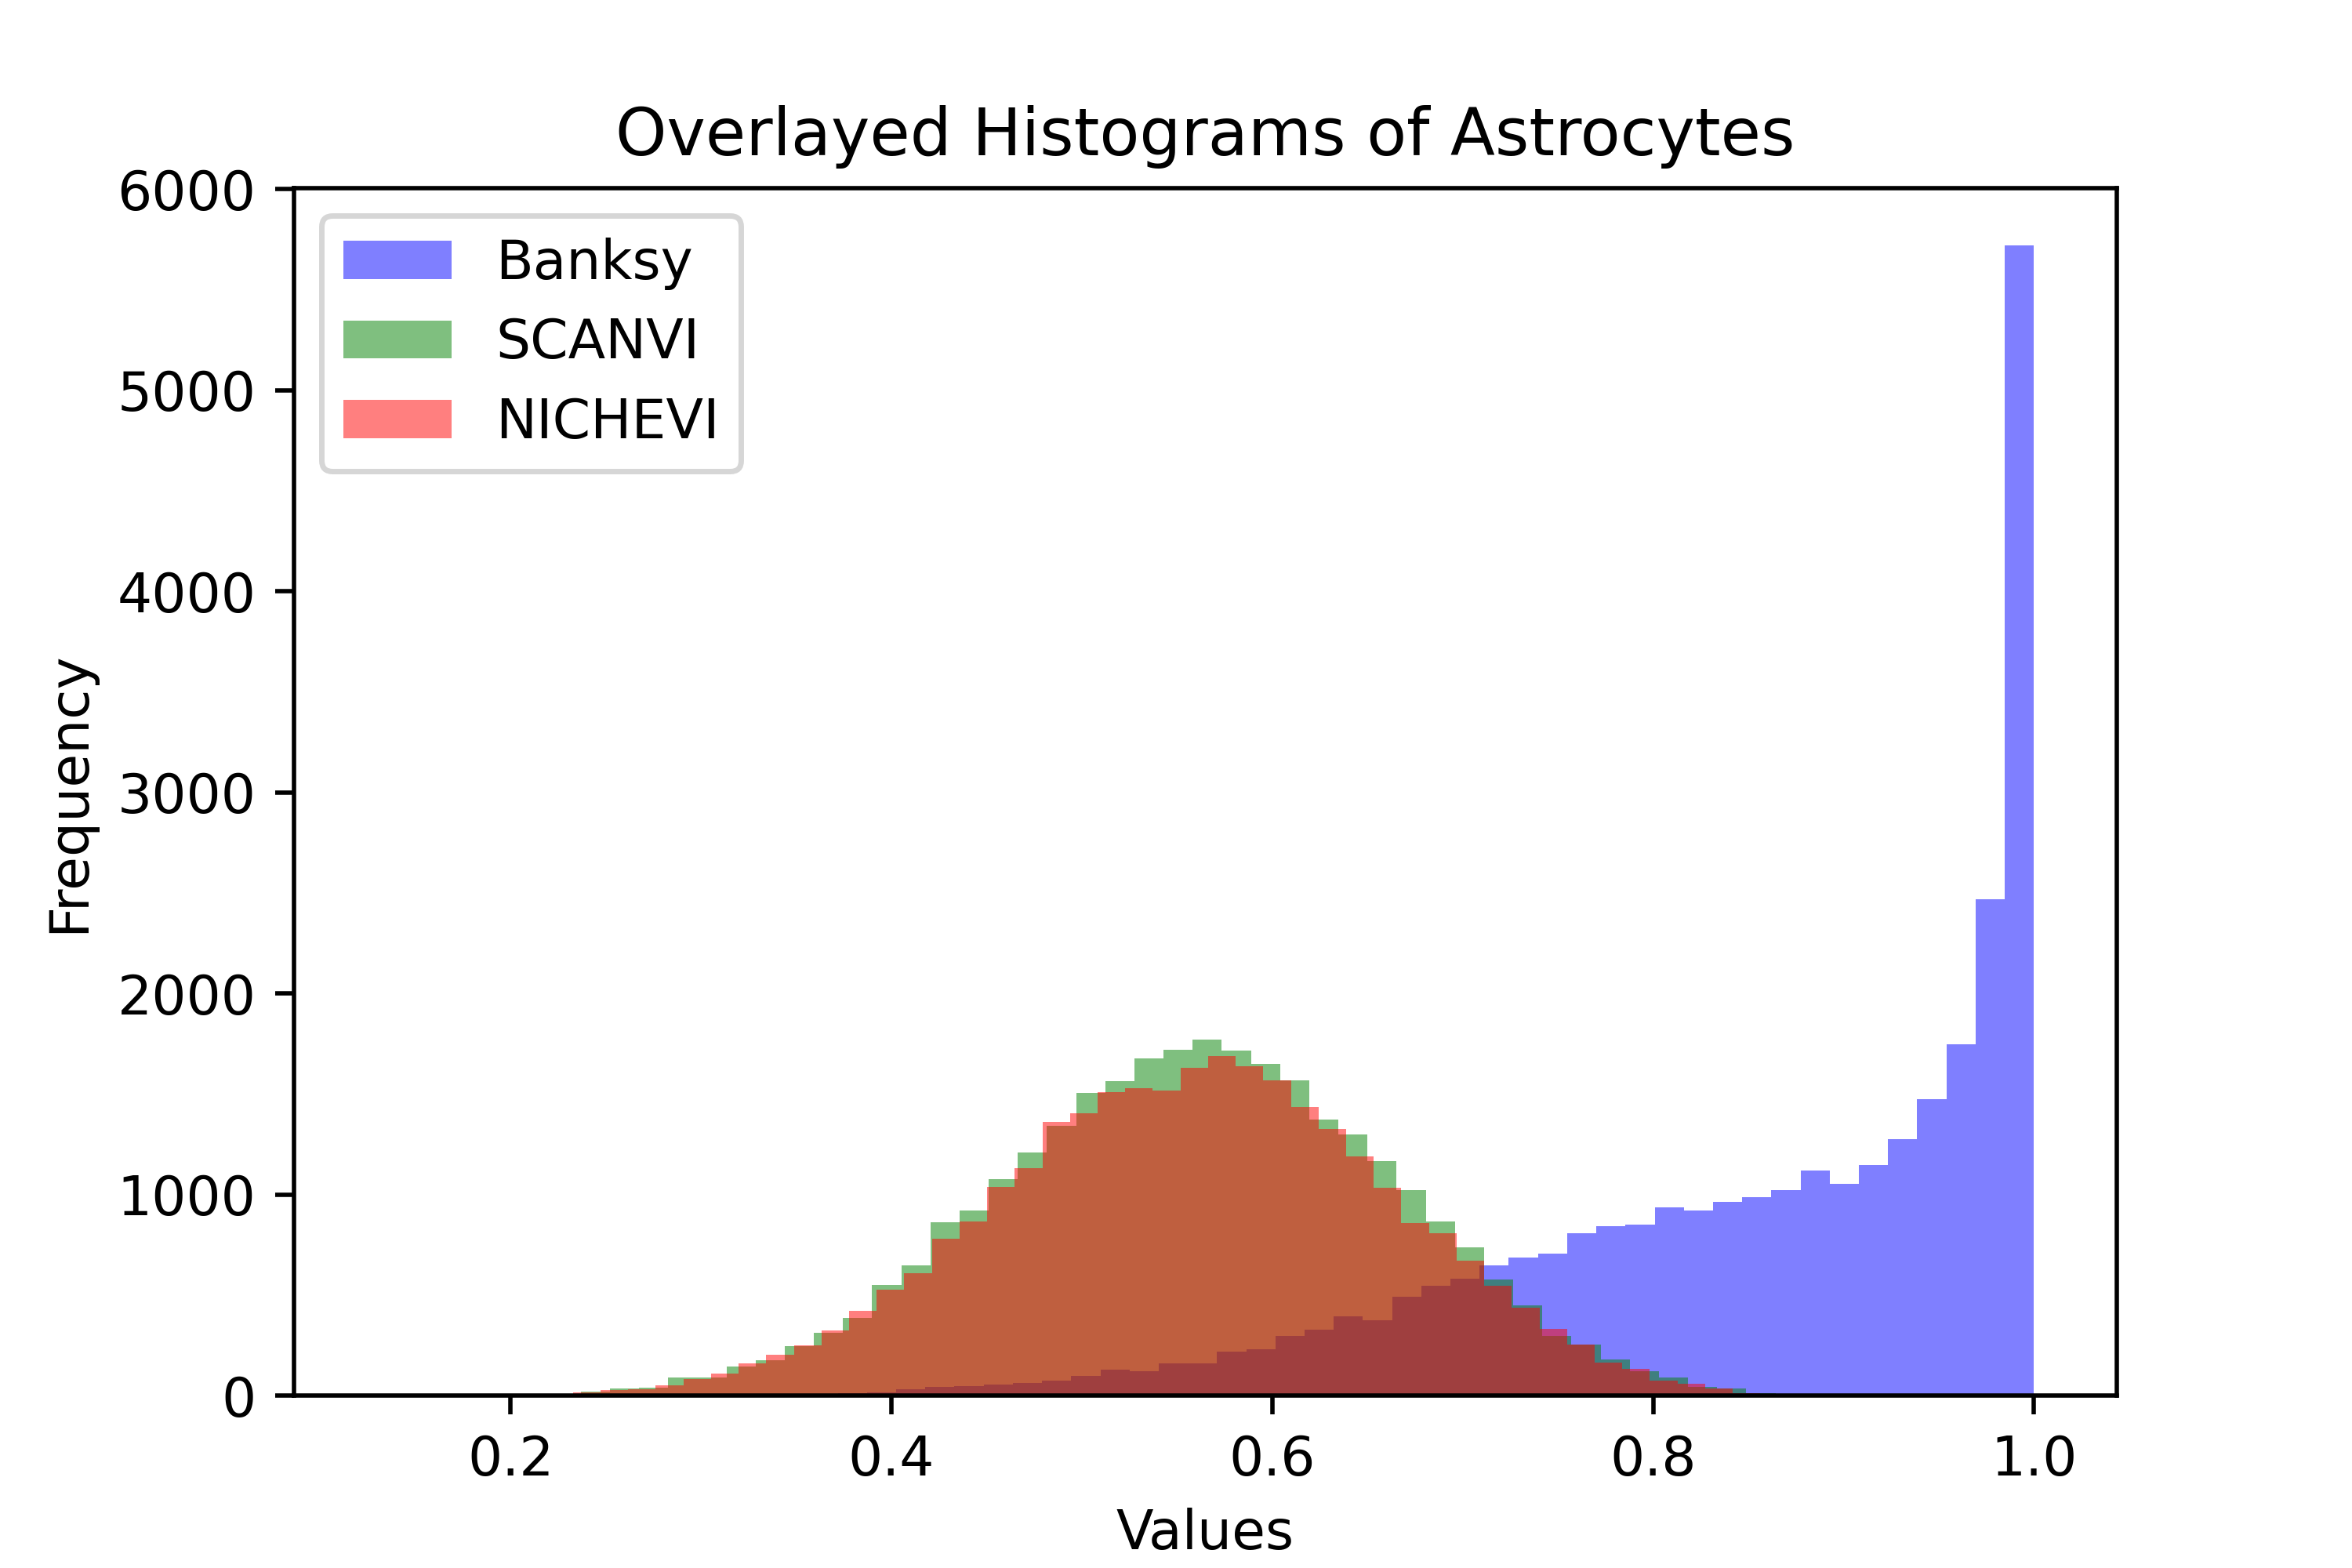 Overlayed Histograms of Astrocytes
6000
5000
4000
3000
2000
1000
0
Frequency
Banksy
SCANVI
NICHEVI
0.2 0.4 0.6 0.8 1.0
Values